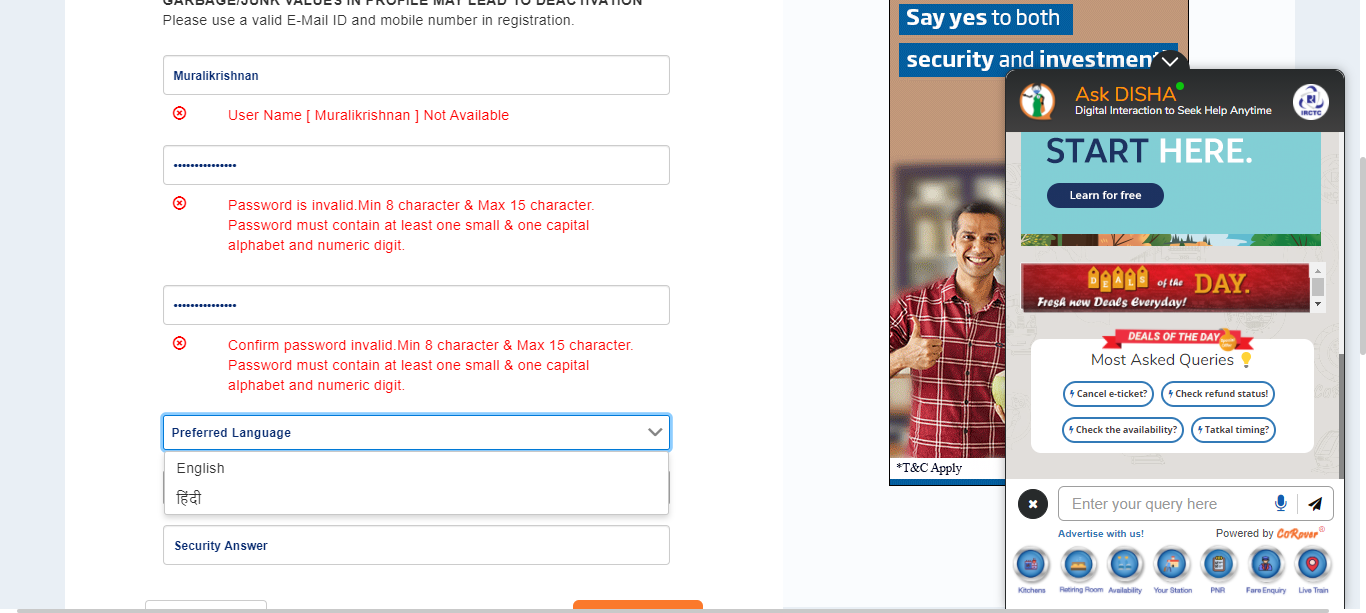 GARBAGE/JUNK VALUES IN PROFILE MAY LEAD TO DEACTIVATION
Please use a valid E-Mail ID and mobile number in registration.
Muralikrishnan
User Name [ Muralikrishnan ] Not Available
•••••••••••••••
Password is invalid.Min 8 character & Max 15 character.
Password must contain at least one small & one capital
alphabet and numeric digit.
•••••••••••••••
Confirm password invalid.Min 8 character & Max 15 character.
Password must contain at least one small & one capital
alphabet and numeric digit.
Preferred Language
English
हिंदी
Security Answer
Say yes to both
security and investment
*T&C Apply
Ask DISHA
Digital Interaction to Seek Help Anytime
IRCTC
START HERE.
Learn for free
DEALS of the DAY.
Fresh new Deals Everyday!
DEALS OF THE DAY
Most Asked Queries
Cancel e-ticket?
Check refund status!
Check the availability?
Tatkal timing?
Enter your query here
Advertise with us!
Powered by CoRover®
Kitchens
Retiring Room
Availability
Your Station
PNR
Fare Enquiry
Live Train